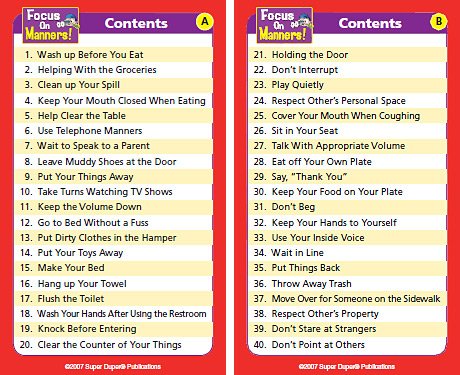 Focus
On
Manners!
Contents
A
1. Wash up Before You Eat
2. Helping With the Groceries
3. Clean up Your Spill
4. Keep Your Mouth Closed When Eating
5. Help Clear the Table
6. Use Telephone Manners
7. Wait to Speak to a Parent
8. Leave Muddy Shoes at the Door
9. Put Your Things Away
10. Take Turns Watching TV Shows
11. Keep the Volume Down
12. Go to Bed Without a Fuss
13. Put Dirty Clothes in the Hamper
14. Put Your Toys Away
15. Make Your Bed
16. Hang up Your Towel
17. Flush the Toilet
18. Wash Your Hands After Using the Restroom
19. Knock Before Entering
20. Clear the Counter of Your Things
©2007 Super Duper® Publications
Focus
On
Manners!
Contents
B
21. Holding the Door
22. Don't Interrupt
23. Play Quietly
24. Respect Other's Personal Space
25. Cover Your Mouth When Coughing
26. Sit in Your Seat
27. Talk With Appropriate Volume
28. Eat off Your Own Plate
29. Say, "Thank You"
30. Keep Your Food on Your Plate
31. Don't Beg
32. Keep Your Hands to Yourself
33. Use Your Inside Voice
34. Wait in Line
35. Put Things Back
36. Throw Away Trash
37. Move Over for Someone on the Sidewalk
38. Respect Other's Property
39. Don't Stare at Strangers
40. Don't Point at Others
©2007 Super Duper® Publications